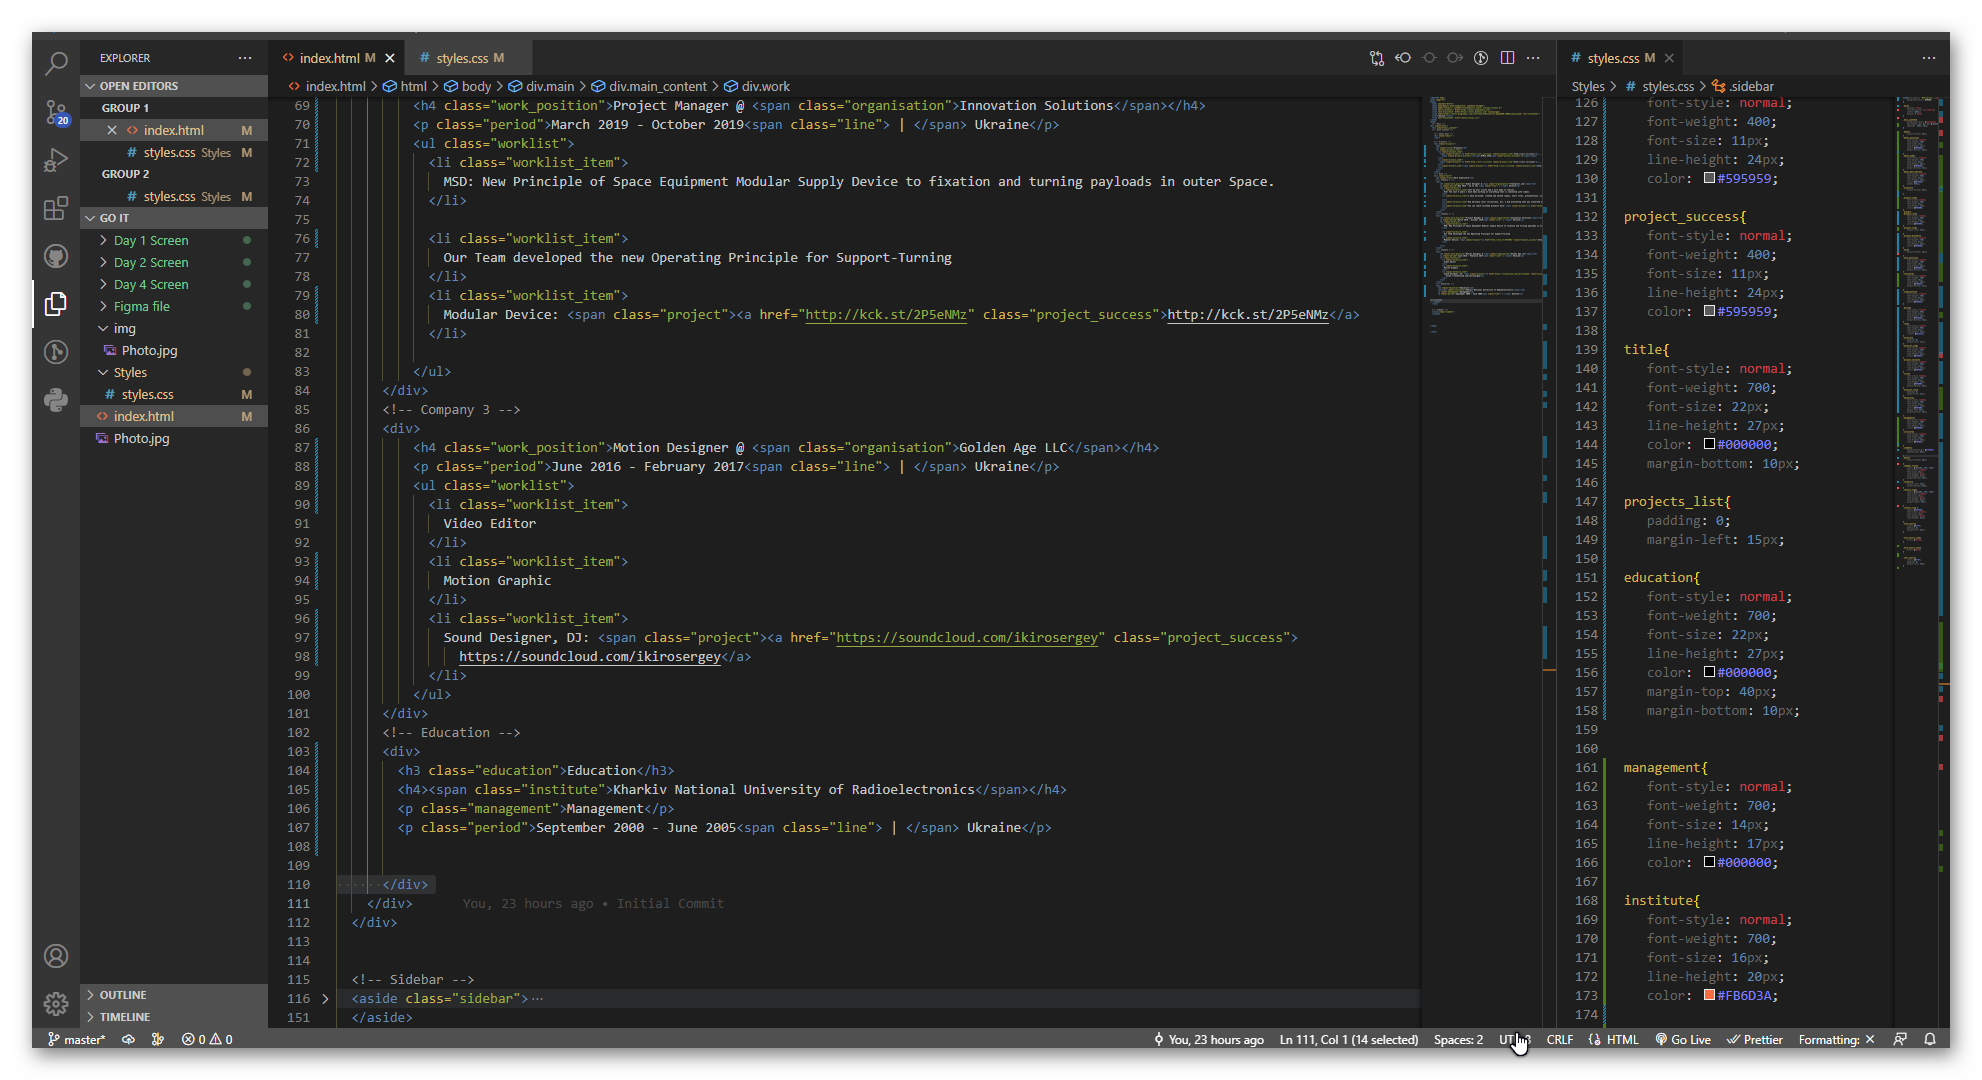 EXPLORER
OPEN EDITORS
GROUP 1
index.html M
styles.css Styles M
GROUP 2
styles.css Styles M
GO IT
Day 1 Screen
Day 2 Screen
Day 4 Screen
Figma file
img
Photo.jpg
Styles
styles.css M
index.html M
Photo.jpg
OUTLINE
TIMELINE
20
index.html M
# styles.css M
index.html > html > body > div.main > div.main_content > div.work
69 <h4 class="work_position">Project Manager @ <span class="organisation">Innovation Solutions</span></h4>
70 <p class="period">March 2019 - October 2019<span class="line"> | </span> Ukraine</p>
71 <ul class="worklist">
72 <li class="worklist_item">
73 MSD: New Principle of Space Equipment Modular Supply Device to fixation and turning payloads in outer Space.
74 </li>
75
76 <li class="worklist_item">
77 Our Team developed the new Operating Principle for Support-Turning
78 </li>
79 <li class="worklist_item">
80 Modular Device: <span class="project"><a href="http://kck.st/2P5eNMz" class="project_success">http://kck.st/2P5eNMz</a>
81 </li>
82
83 </ul>
84 </div>
85 <!-- Company 3 -->
86 <div>
87 <h4 class="work_position">Motion Designer @ <span class="organisation">Golden Age LLC</span></h4>
88 <p class="period">June 2016 - February 2017<span class="line"> | </span> Ukraine</p>
89 <ul class="worklist">
90 <li class="worklist_item">
91 Video Editor
92 </li>
93 <li class="worklist_item">
94 Motion Graphic
95 </li>
96 <li class="worklist_item">
97 Sound Designer, DJ: <span class="project"><a href="https://soundcloud.com/ikirosergey" class="project_success">
98 https://soundcloud.com/ikirosergey</a>
99 </li>
100 </ul>
101 </div>
102 <!-- Education -->
103 <div>
104 <h3 class="education">Education</h3>
105 <h4><span class="institute">Kharkiv National University of Radioelectronics</span></h4>
106 <p class="management">Management</p>
107 <p class="period">September 2000 - June 2005<span class="line"> | </span> Ukraine</p>
108
109
110 </div>
111 </div> You, 23 hours ago • Initial Commit
112 </div>
113
114
115 <!-- Sidebar -->
116 <aside class="sidebar">…
151 </aside>
# styles.css M
Styles > # styles.css > .sidebar
126 font-style: normal;
127 font-weight: 400;
128 font-size: 11px;
129 line-height: 24px;
130 color: #595959;
131
132 project_success{
133 font-style: normal;
134 font-weight: 400;
135 font-size: 11px;
136 line-height: 24px;
137 color: #595959;
138
139 title{
140 font-style: normal;
141 font-weight: 700;
142 font-size: 22px;
143 line-height: 27px;
144 color: #000000;
145 margin-bottom: 10px;
146
147 projects_list{
148 padding: 0;
149 margin-left: 15px;
150
151 education{
152 font-style: normal;
153 font-weight: 700;
154 font-size: 22px;
155 line-height: 27px;
156 color: #000000;
157 margin-top: 40px;
158 margin-bottom: 10px;
159
160
161 management{
162 font-style: normal;
163 font-weight: 700;
164 font-size: 14px;
165 line-height: 17px;
166 color: #000000;
167
168 institute{
169 font-style: normal;
170 font-weight: 700;
171 font-size: 16px;
172 line-height: 20px;
173 color: #FB6D3A;
174
master* 0 0 You, 23 hours ago Ln 111, Col 1 (14 selected) Spaces: 2 CRLF HTML Go Live Prettier Formatting: ×